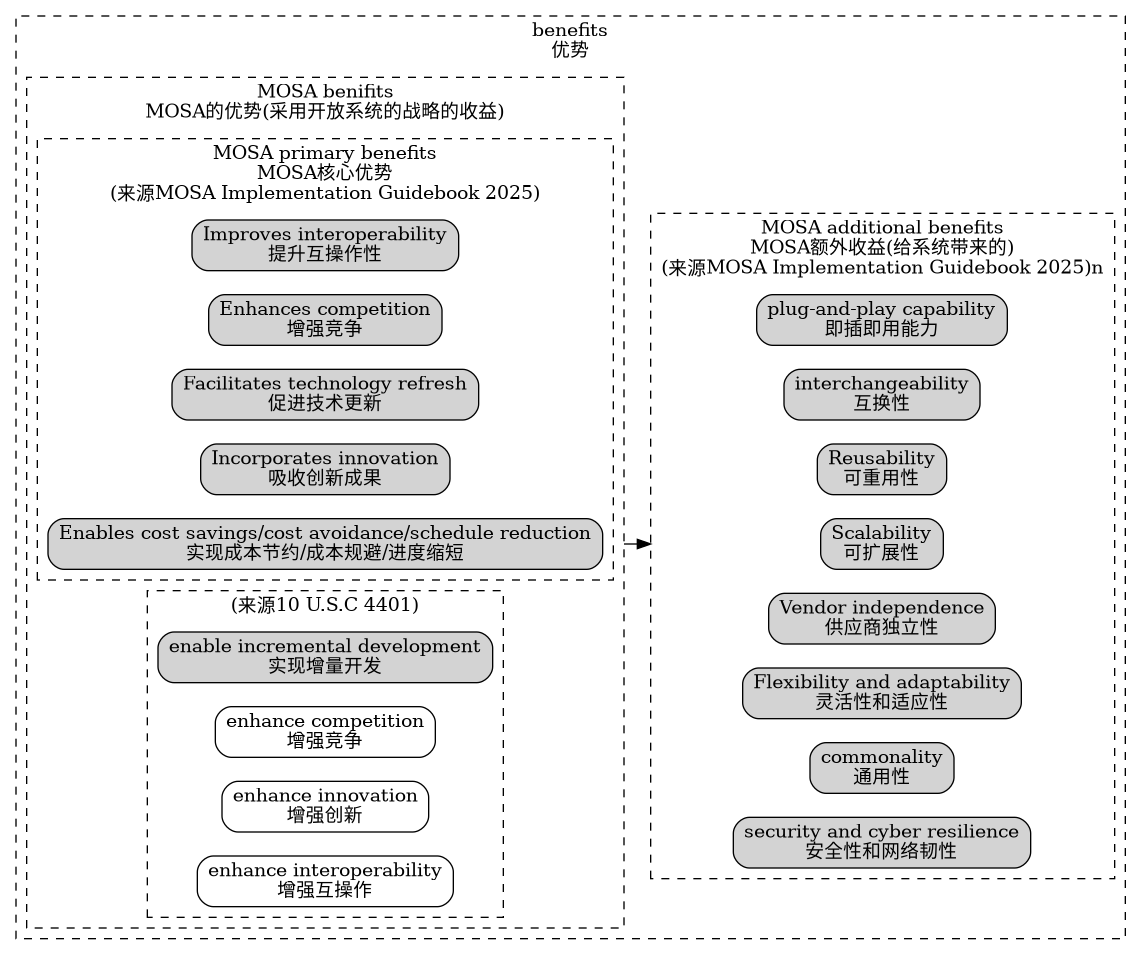 benefits
优势
MOSA benifits
MOSA的优势(采用开放系统的战略的收益)
MOSA primary benefits
MOSA核心优势
(来源MOSA Implementation Guidebook 2025)
Improves interoperability
提升互操作性
Enhances competition
增强竞争
Facilitates technology refresh
促进技术更新
Incorporates innovation
吸收创新成果
Enables cost savings/cost avoidance/schedule reduction
实现成本节约/成本规避/进度缩短
(来源10 U.S.C 4401)
enable incremental development
实现增量开发
enhance competition
增强竞争
enhance innovation
增强创新
enhance interoperability
增强互操作
MOSA additional benefits
MOSA额外收益(给系统带来的)
(来源MOSA Implementation Guidebook 2025)n
plug-and-play capability
即插即用能力
interchangeability
互换性
Reusability
可重用性
Scalability
可扩展性
Vendor independence
供应商独立性
Flexibility and adaptability
灵活性和适应性
commonality
通用性
security and cyber resilience
安全性和网络韧性